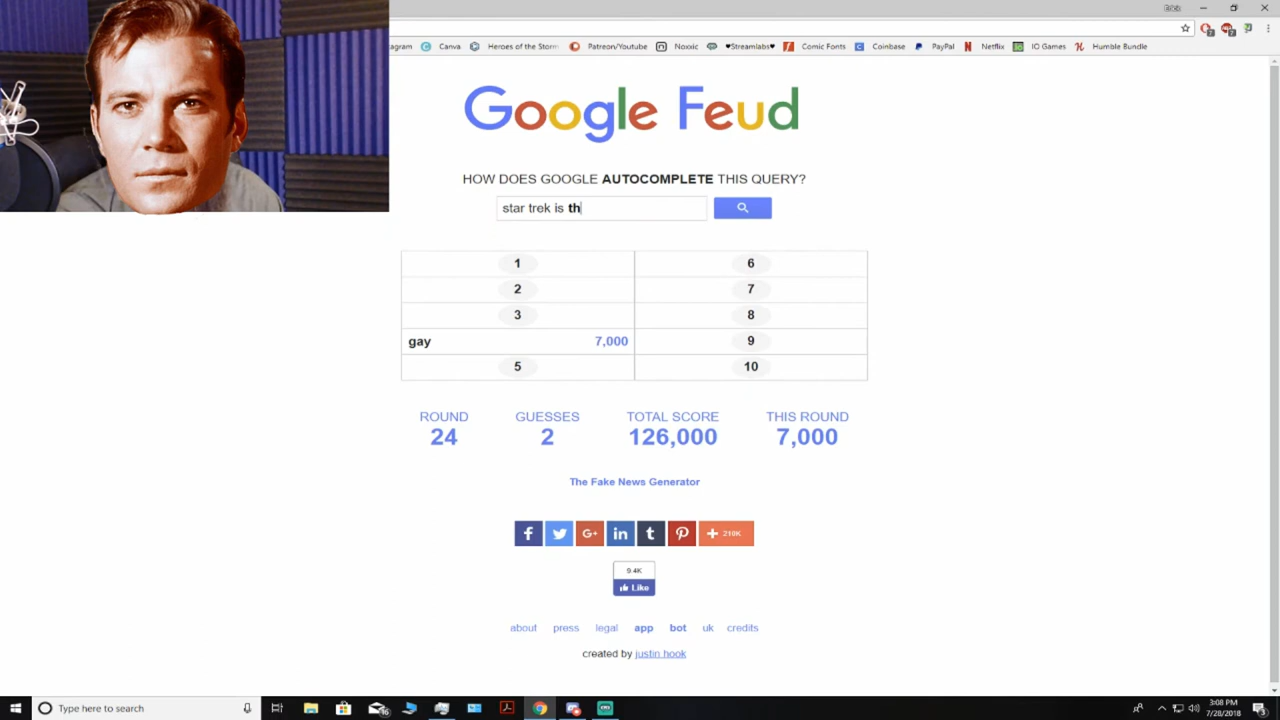 agram Canva Heroes of the Storm Patreon/Youtube Noxxic ♥Streamlabs♥ Comic Fonts Coinbase PayPal Netflix IO Games Humble Bundle
Google Feud
HOW DOES GOOGLE AUTOCOMPLETE THIS QUERY?
star trek is th
1 6
2 7
3 8
gay 7,000 9
5 10
ROUND GUESSES TOTAL SCORE THIS ROUND
24 2 126,000 7,000
The Fake News Generator
f G+ in t + 210K
9.4K
Like
about press legal app bot uk credits
created by justin hook
Type here to search
3:08 PM
7/28/2018